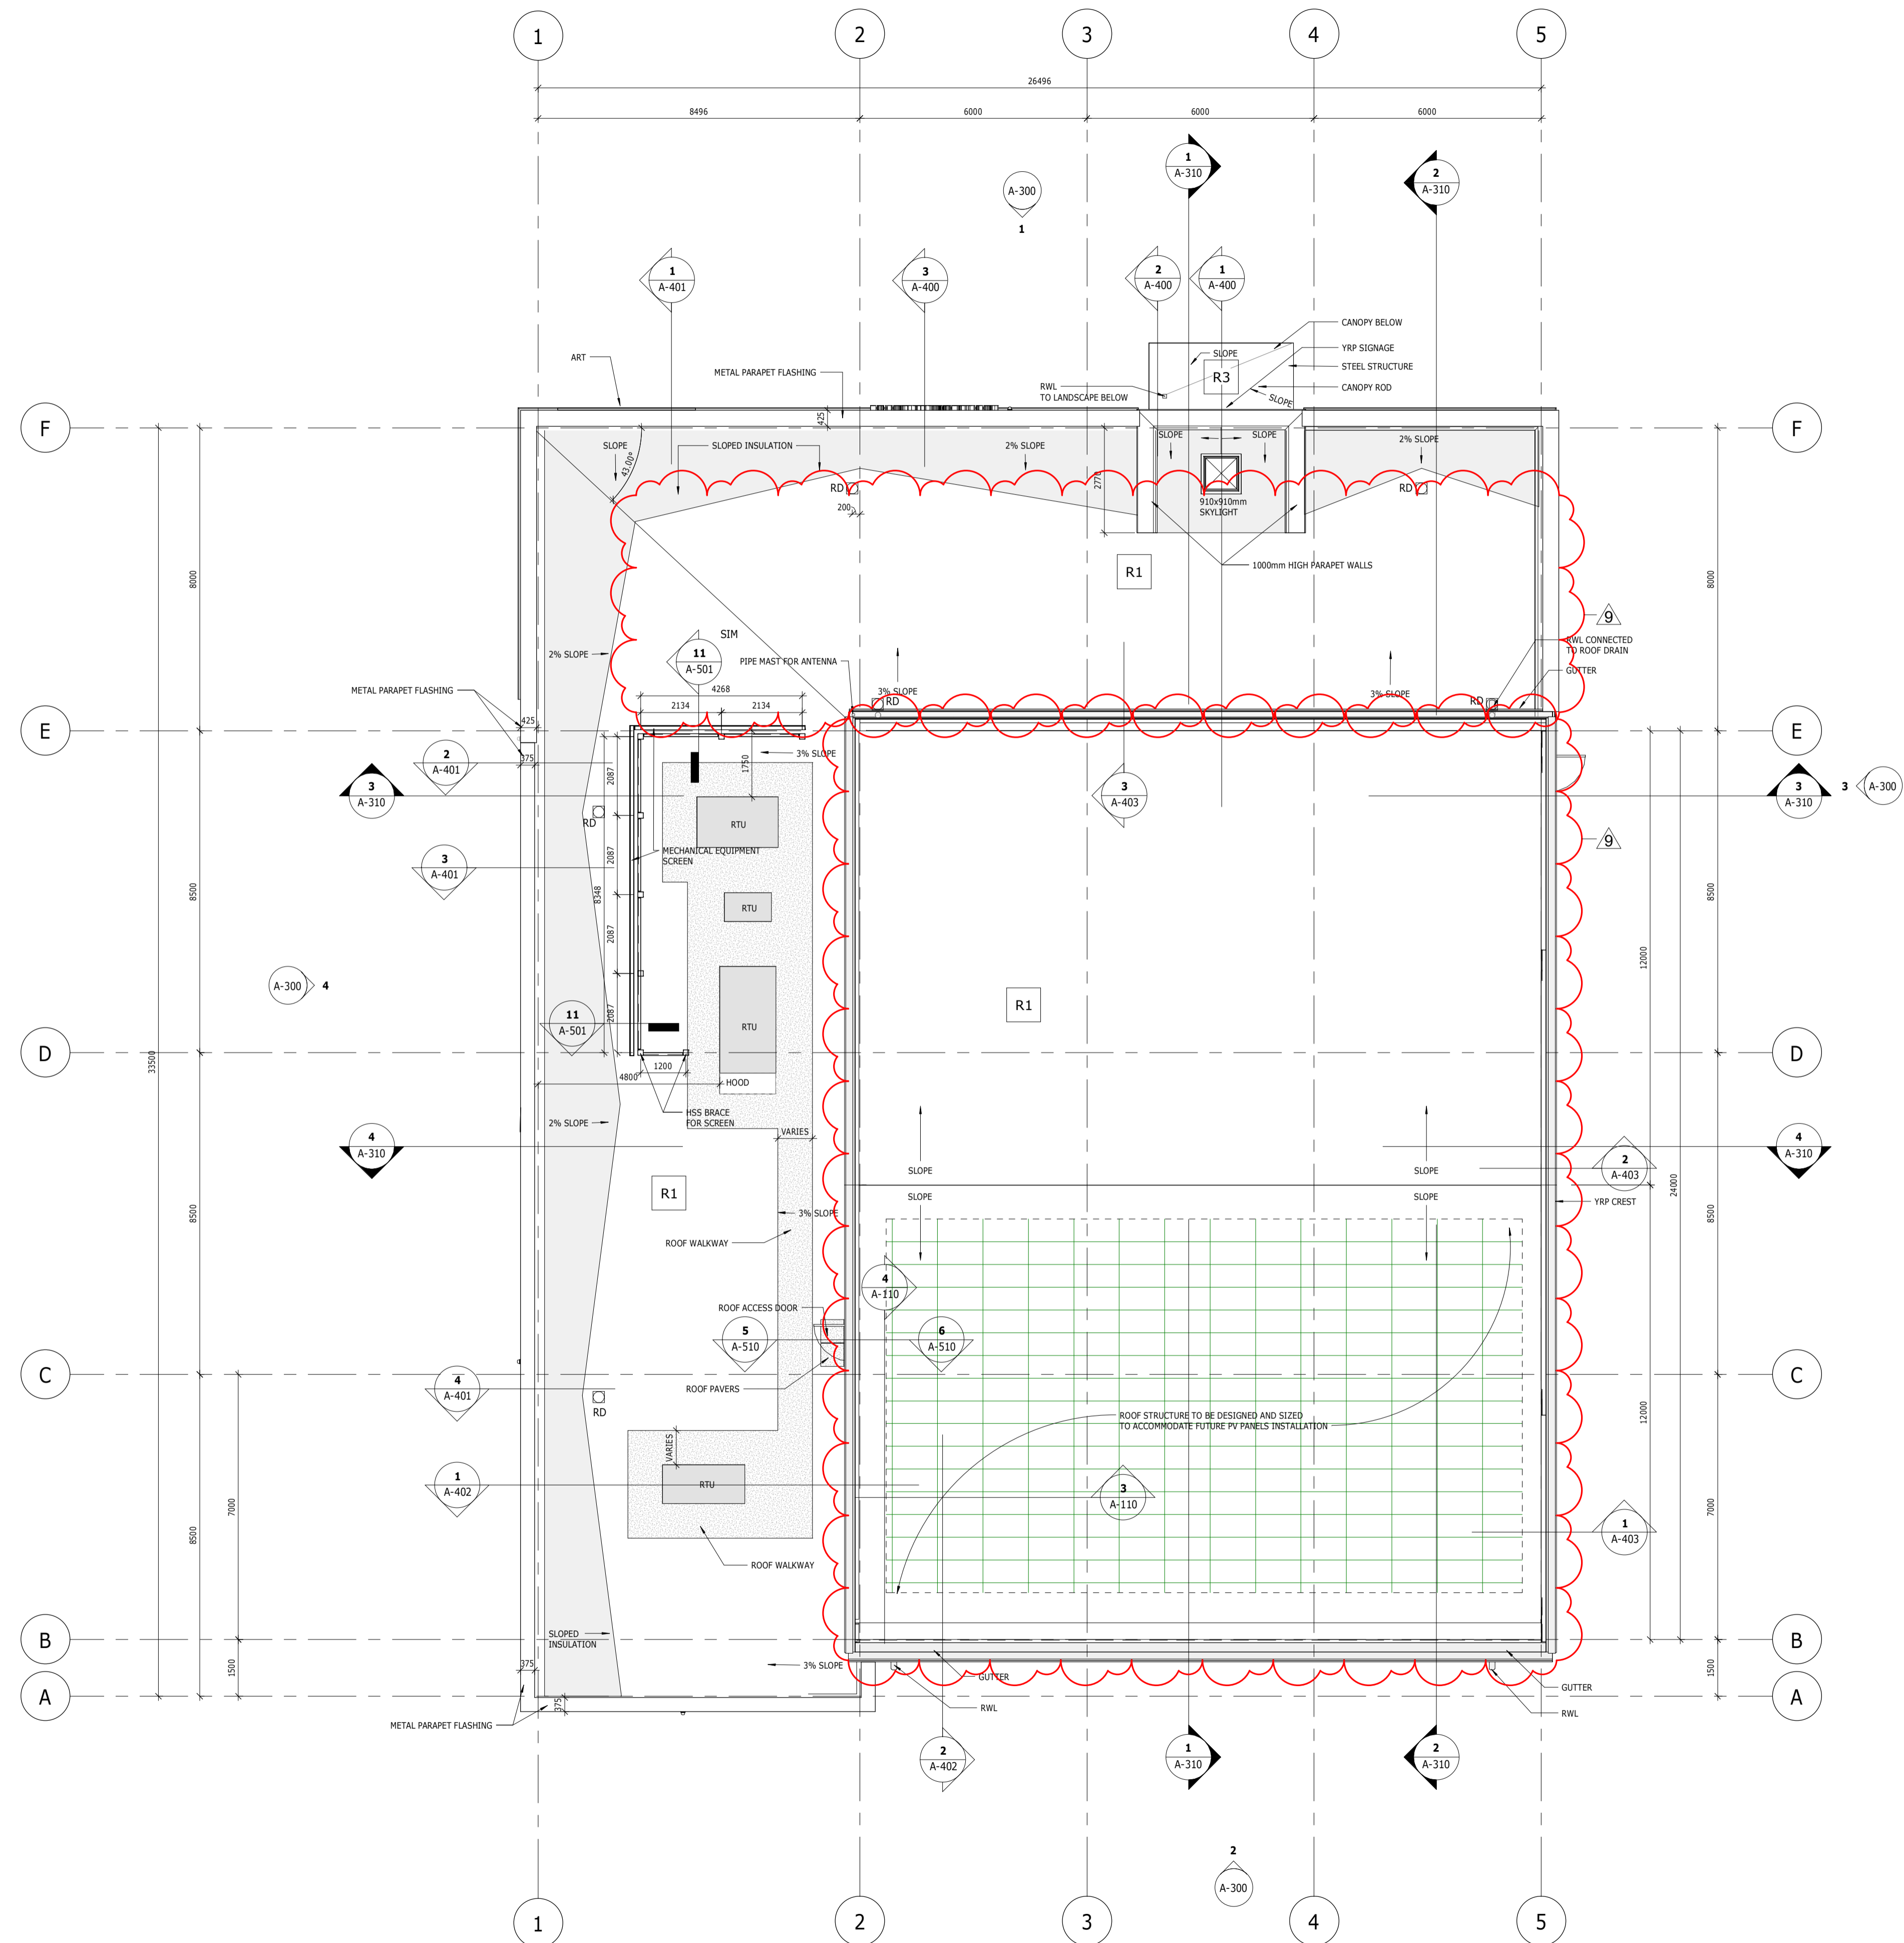 1
2
3
4
5
26496
8496
6000
6000
6000
1
A-310
2
A-310
A-300
1
1
A-401
3
A-400
2
A-400
1
A-400
CANOPY BELOW
YRP SIGNAGE
STEEL STRUCTURE
CANOPY ROD
SLOPE
R3
SLOPE
ART
METAL PARAPET FLASHING
RWL
TO LANDSCAPE BELOW
425
F
F
SLOPE
43.00°
SLOPED INSULATION
2% SLOPE
SLOPE
SLOPE
2% SLOPE
2770
RD
RD
200
910x910mm
SKYLIGHT
1000mm HIGH PARAPET WALLS
R1
8000
8000
9
SIM
11
A-501
2% SLOPE
PIPE MAST FOR ANTENNA
RWL CONNECTED
TO ROOF DRAIN
GUTTER
METAL PARAPET FLASHING
4268
2134
2134
3% SLOPE
RD
3% SLOPE
RD
425
E
E
375
2
A-401
3
A-310
3% SLOPE
1750
2087
3
A-403
3
A-310
3
A-300
RD
RTU
9
MECHANICAL EQUIPMENT
SCREEN
3
A-401
2087
8348
8500
8500
RTU
2087
12000
A-300
4
R1
11
A-501
2087
RTU
D
D
33500
1200
4800
HOOD
HSS BRACE
FOR SCREEN
2% SLOPE
VARIES
4
A-310
4
A-310
2
A-403
SLOPE
SLOPE
24000
R1
SLOPE
SLOPE
YRP CREST
8500
8500
3% SLOPE
ROOF WALKWAY
4
A-110
ROOF ACCESS DOOR
5
A-510
6
A-510
C
C
4
A-401
ROOF PAVERS
RD
ROOF STRUCTURE TO BE DESIGNED AND SIZED
TO ACCOMMODATE FUTURE PV PANELS INSTALLATION
12000
VARIES
1
A-402
RTU
3
A-110
7000
7000
8500
1
A-403
ROOF WALKWAY
SLOPED
INSULATION
B
B
375
3% SLOPE
GUTTER
1500
1500
GUTTER
A
A
375
RWL
RWL
METAL PARAPET FLASHING
2
A-402
1
A-310
2
A-310
2
A-300
1
2
3
4
5